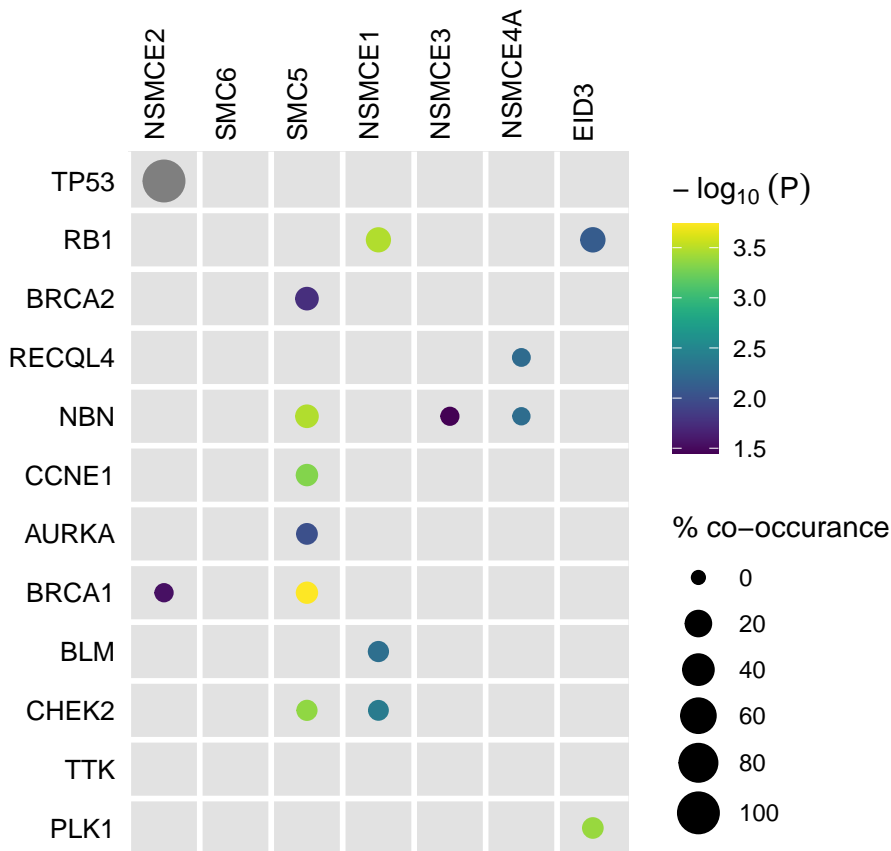 NSMCE2
SMC6
SMC5
NSMCE1
NSMCE3
NSMCE4A
EID3
TP53
RB1
BRCA2
RECQL4
NBN
CCNE1
AURKA
BRCA1
BLM
CHEK2
TTK
PLK1
− log₁₀ (P)
3.5
3.0
2.5
2.0
1.5
% co−occurance
0
20
40
60
80
100